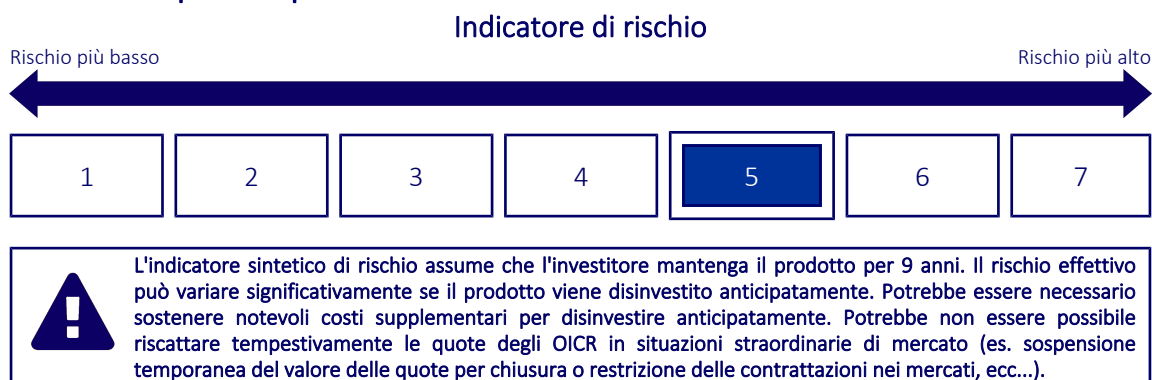 Indicatore di rischio
Rischio più basso
Rischio più alto
1
2
3
4
5
6
7
L'indicatore sintetico di rischio assume che l'investitore mantenga il prodotto per 9 anni. Il rischio effettivo
può variare significativamente se il prodotto viene disinvestito anticipatamente. Potrebbe essere necessario
sostenere notevoli costi supplementari per disinvestire anticipatamente. Potrebbe non essere possibile
riscattare tempestivamente le quote degli OICR in situazioni straordinarie di mercato (es. sospensione
temporanea del valore delle quote per chiusura o restrizione delle contrattazioni nei mercati, ecc...).